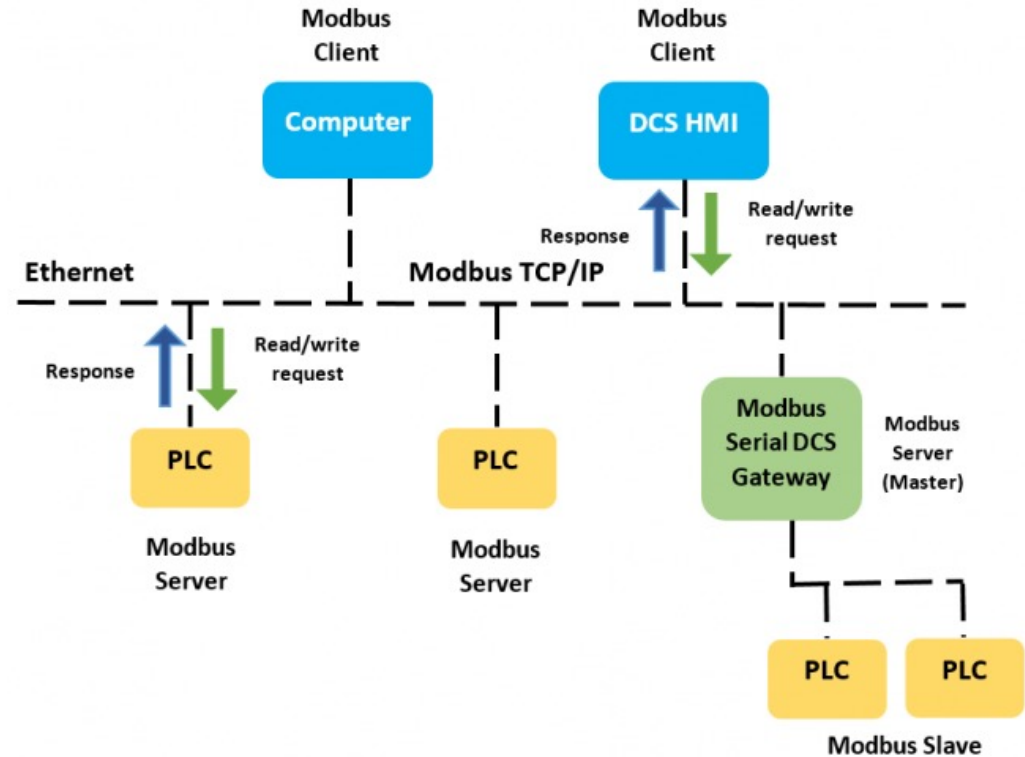 Modbus
Client
Modbus
Client
Computer
DCS HMI
Response
Read/write
request
Ethernet
Modbus TCP/IP
Response
Read/write
request
PLC
Modbus
Server
PLC
Modbus
Server
Modbus
Serial DCS
Gateway
Modbus
Server
(Master)
PLC
PLC
Modbus Slave